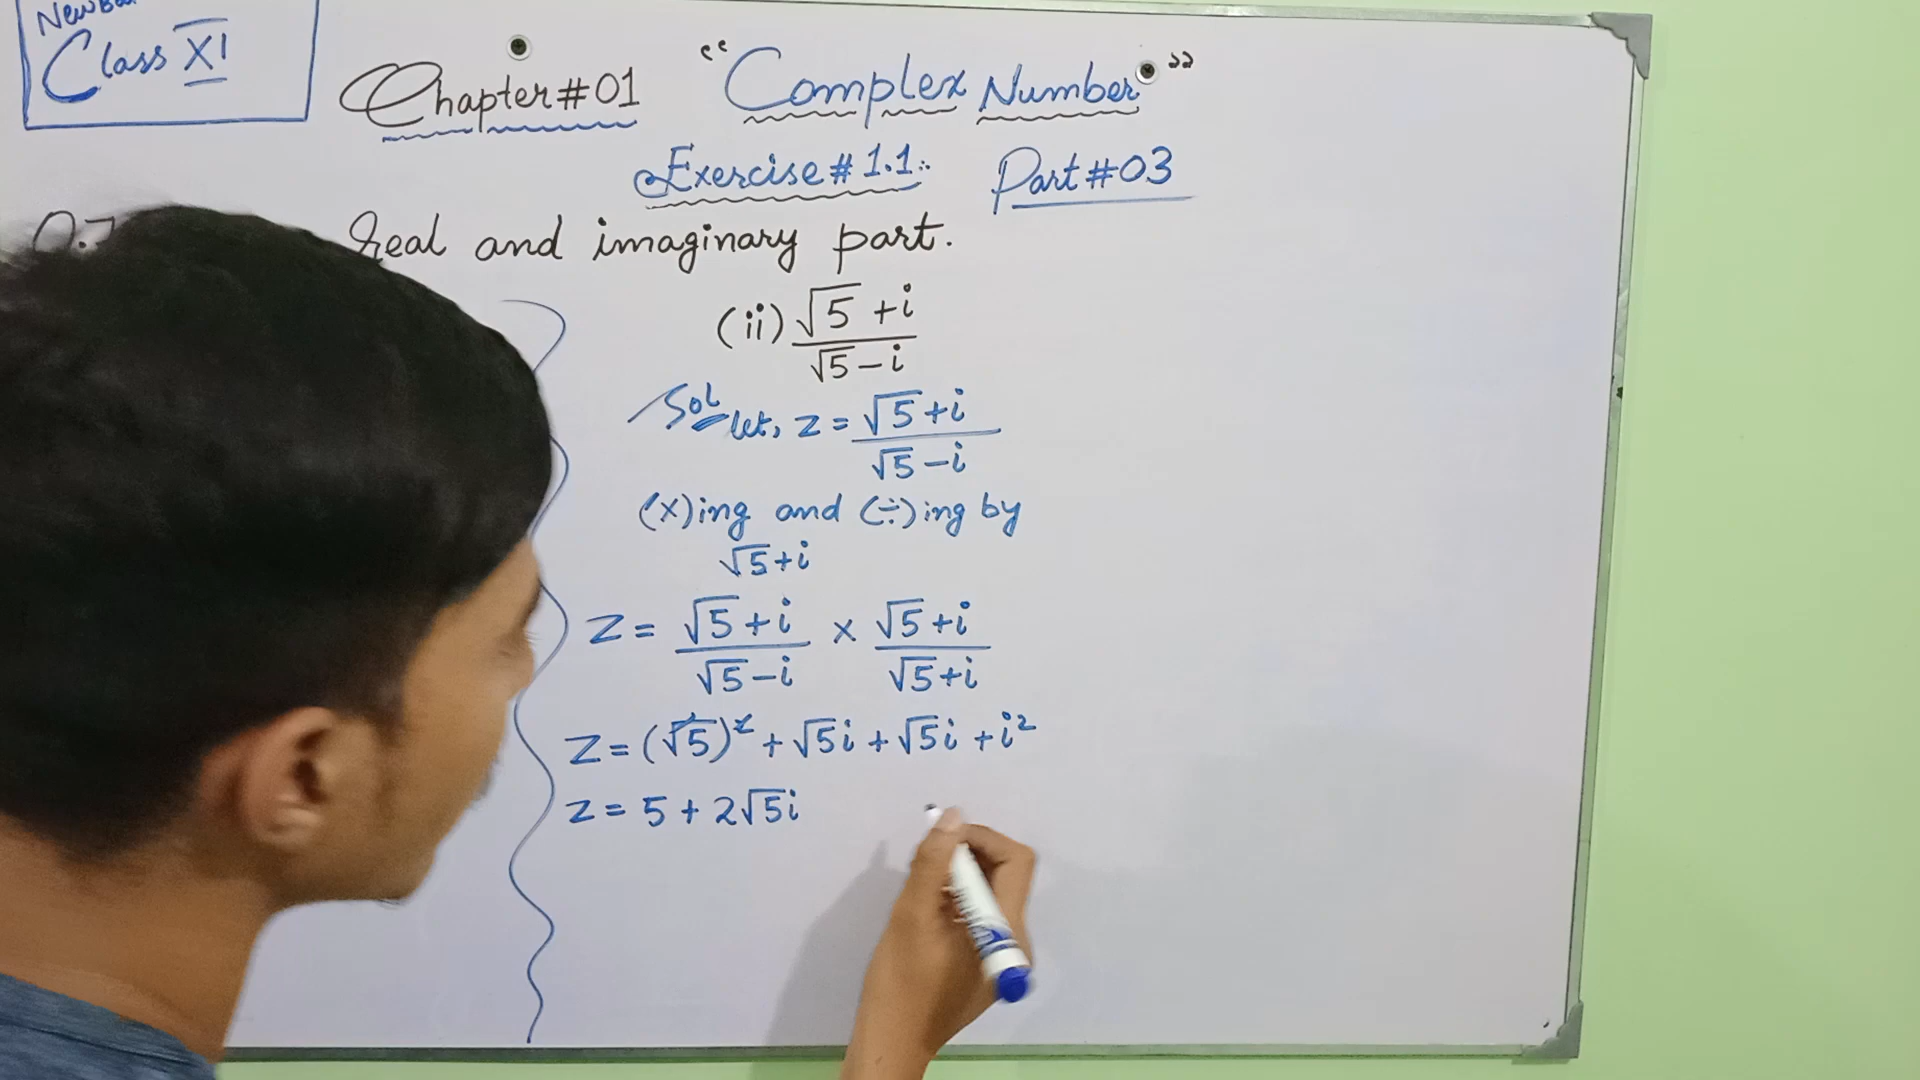 Class XI
Chapter#01 "Complex Number"
Exercise#1.1: Part#03
Q.7 real and imaginary part.
(ii) √5+i / √5-i
Sol let, z = √5+i / √5-i
(x)ing and (÷)ing by
√5+i
Z = √5+i / √5-i × √5+i / √5+i
Z = (√5)² + √5i + √5i + i²
z = 5 + 2√5i